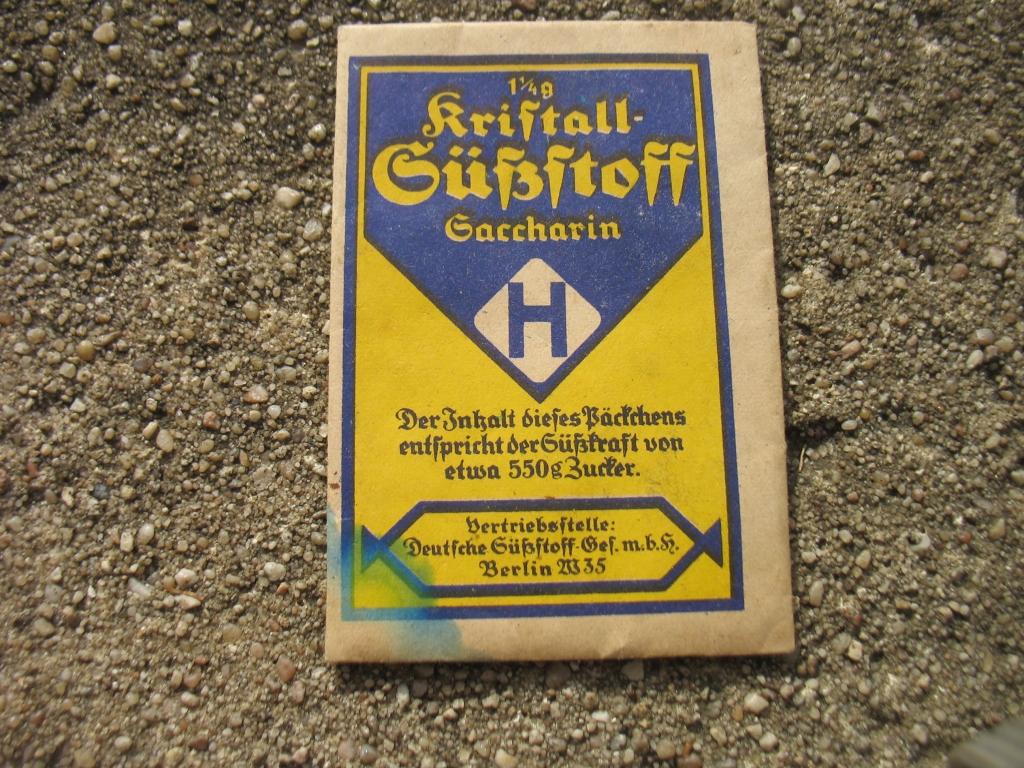 1¼g
Kristall-
Süßstoff
Saccharin
H
Der Inhalt dieses Päckchens
entspricht der Süßkraft von
etwa 550g Zucker.
Vertriebsstelle:
Deutsche Süßstoff-Ges. m.b.H.
Berlin W 35